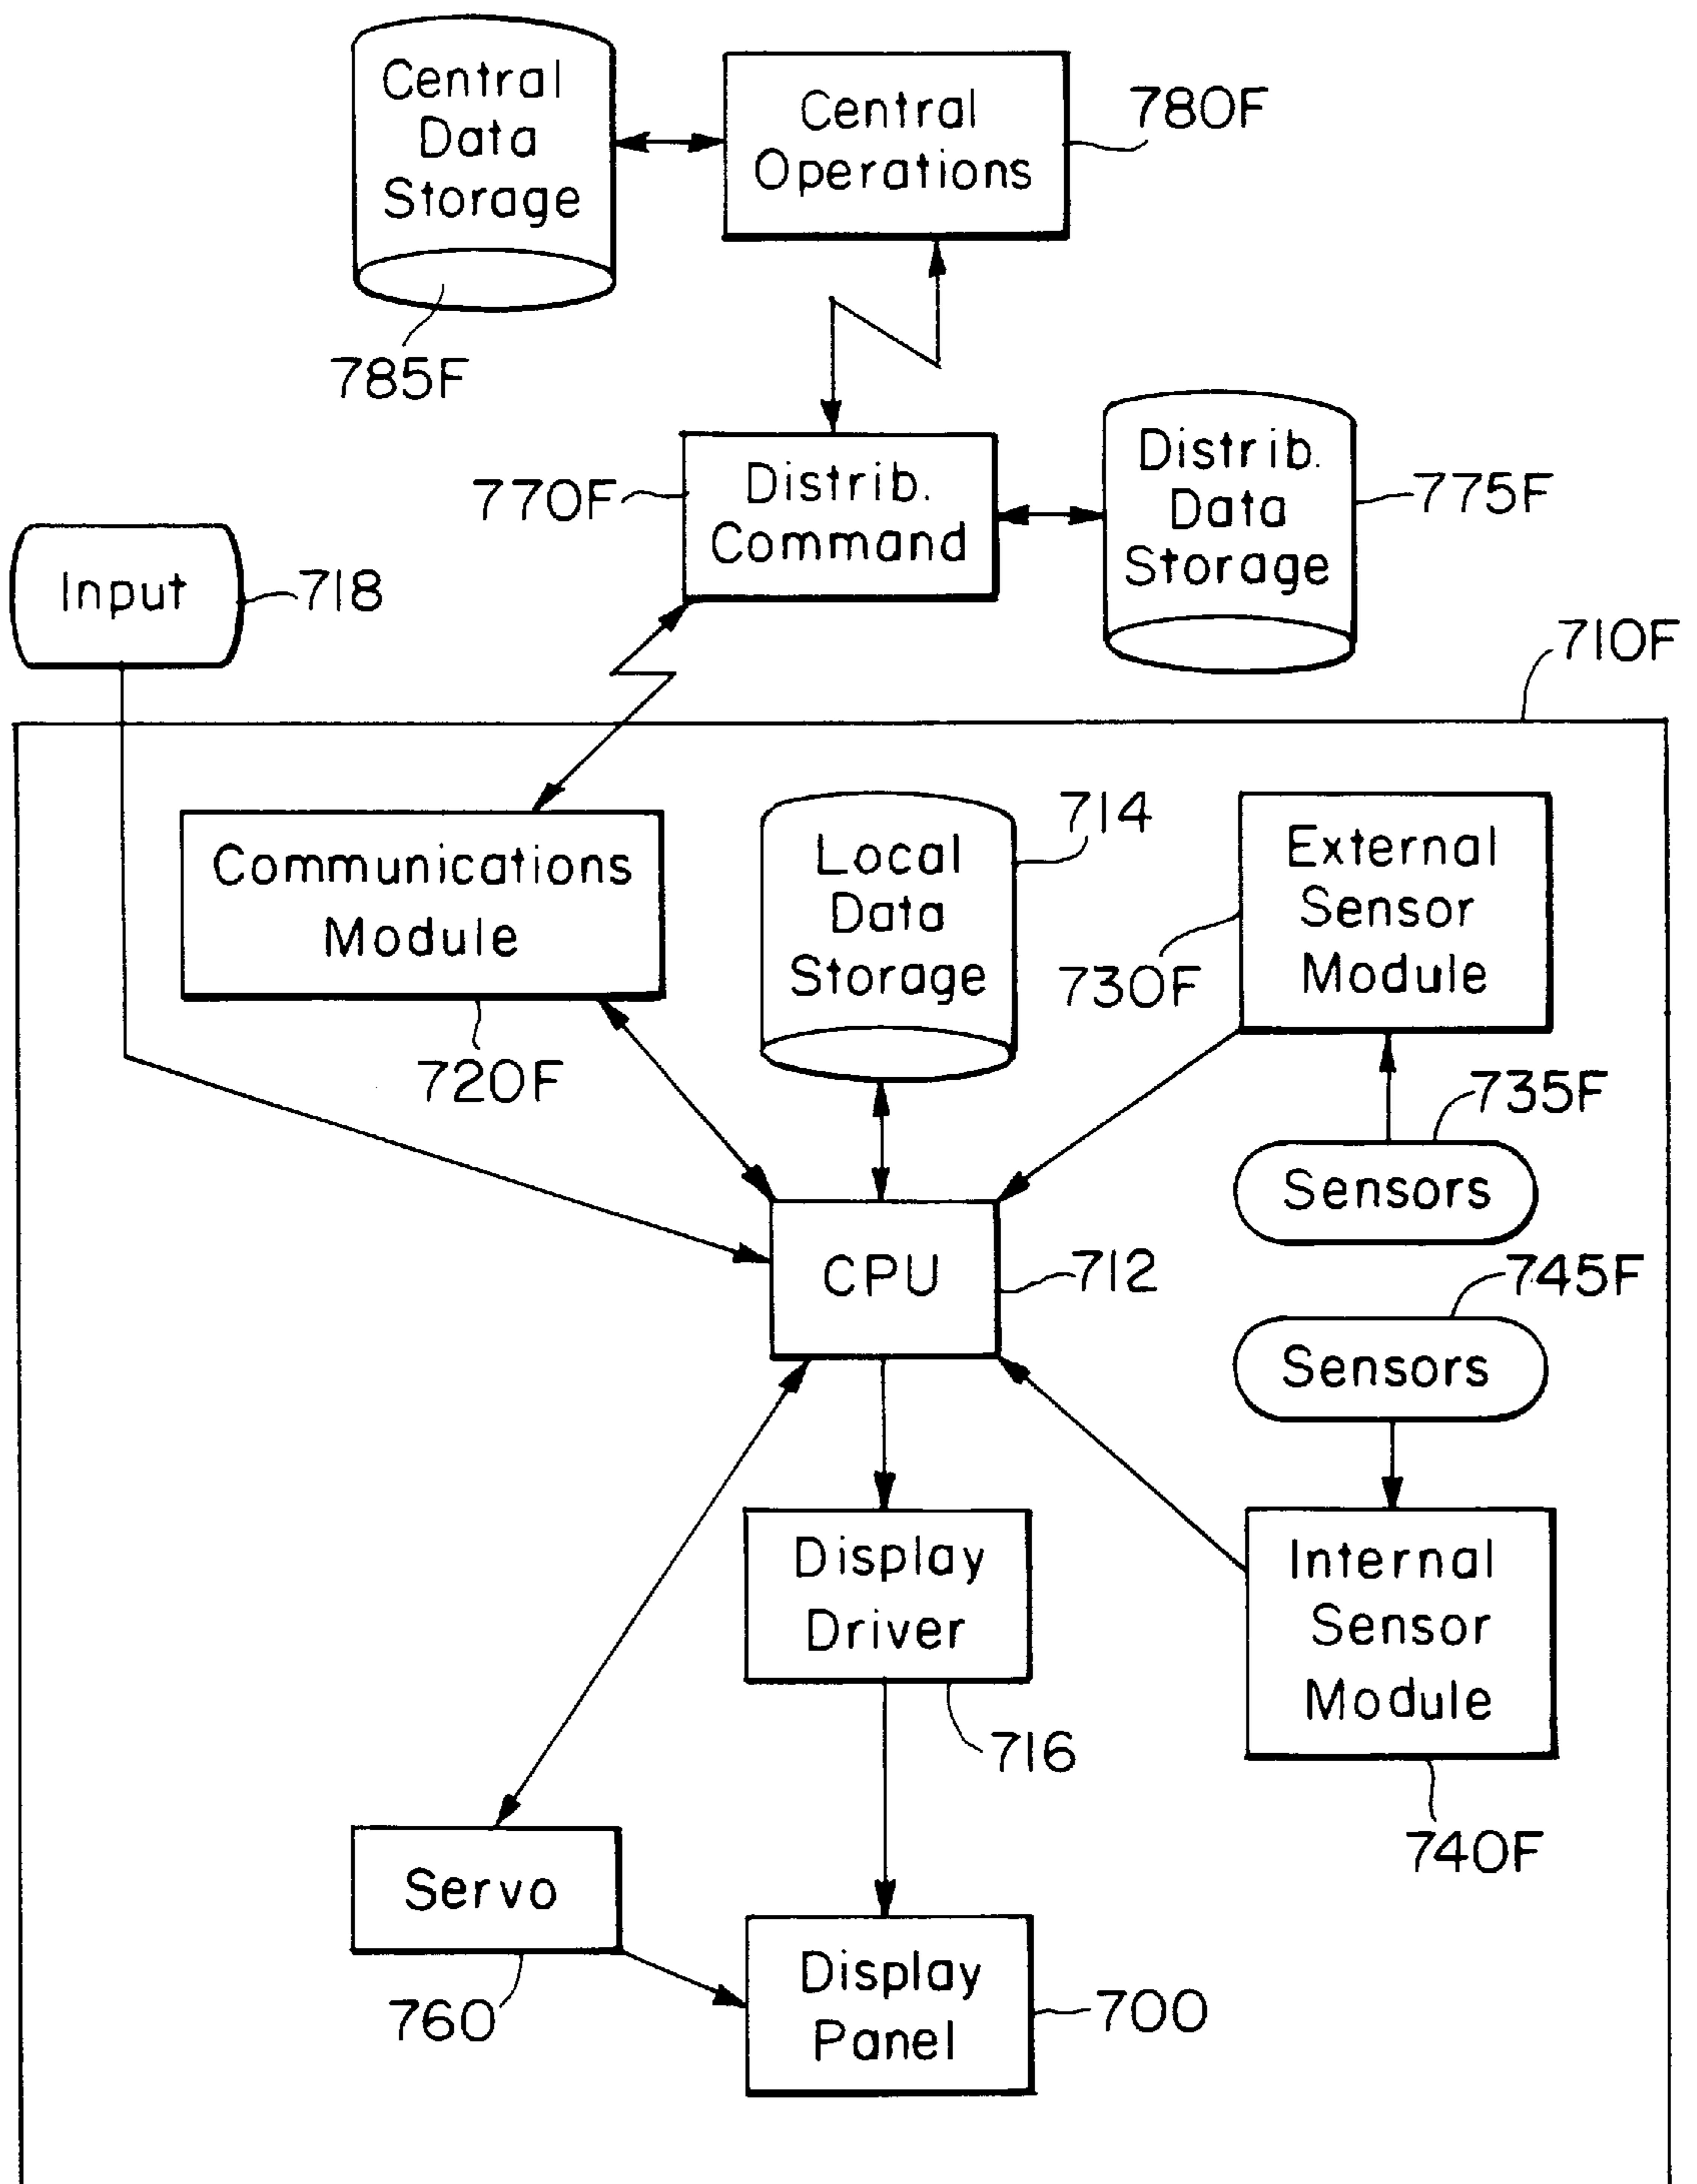 Central
Data
Storage
785F
Central
Operations
780F
Distrib.
Command
770F
Distrib.
Data
Storage
775F
Input
718
710F
Communications
Module
720F
Local
Data
Storage
714
External
Sensor
Module
730F
735F
Sensors
CPU
712
745F
Sensors
Display
Driver
716
Internal
Sensor
Module
740F
Servo
760
Display
Panel
700